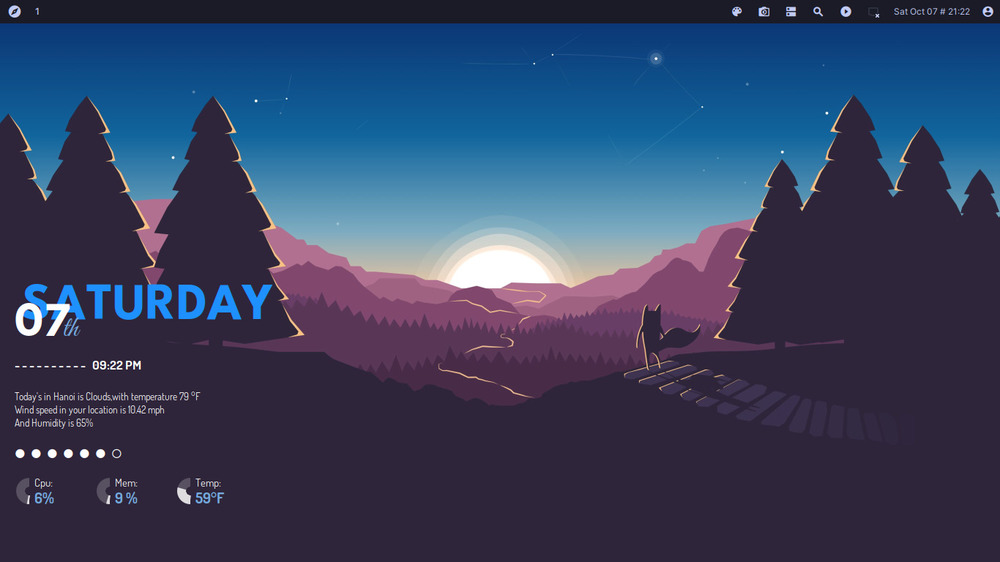 1
Sat Oct 07 # 21:22
SATURDAY
07th
---------- 09:22 PM
Today's in Hanoi is Clouds,with temperature 79 °F
Wind speed in your location is 10.42 mph
And Humidity is 65%
Cpu: 6%
Mem: 9 %
Temp: 59°F